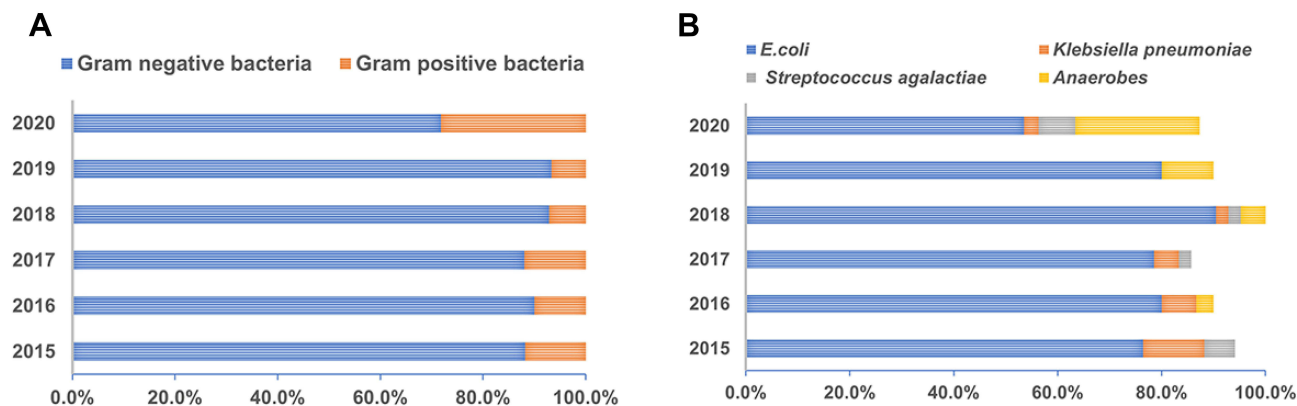 A
Gram negative bacteria Gram positive bacteria
2020
2019
2018
2017
2016
2015
0.0% 20.0% 40.0% 60.0% 80.0% 100.0%
B
E.coli Klebsiella pneumoniae
Streptococcus agalactiae Anaerobes
2020
2019
2018
2017
2016
2015
0.0% 20.0% 40.0% 60.0% 80.0% 100.0%